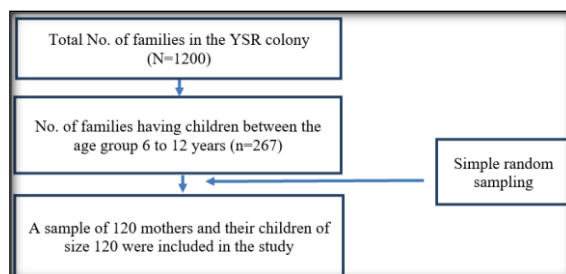 Total No. of families in the YSR colony
(N=1200)
No. of families having children between the
age group 6 to 12 years (n=267)
Simple random
sampling
A sample of 120 mothers and their children of
size 120 were included in the study